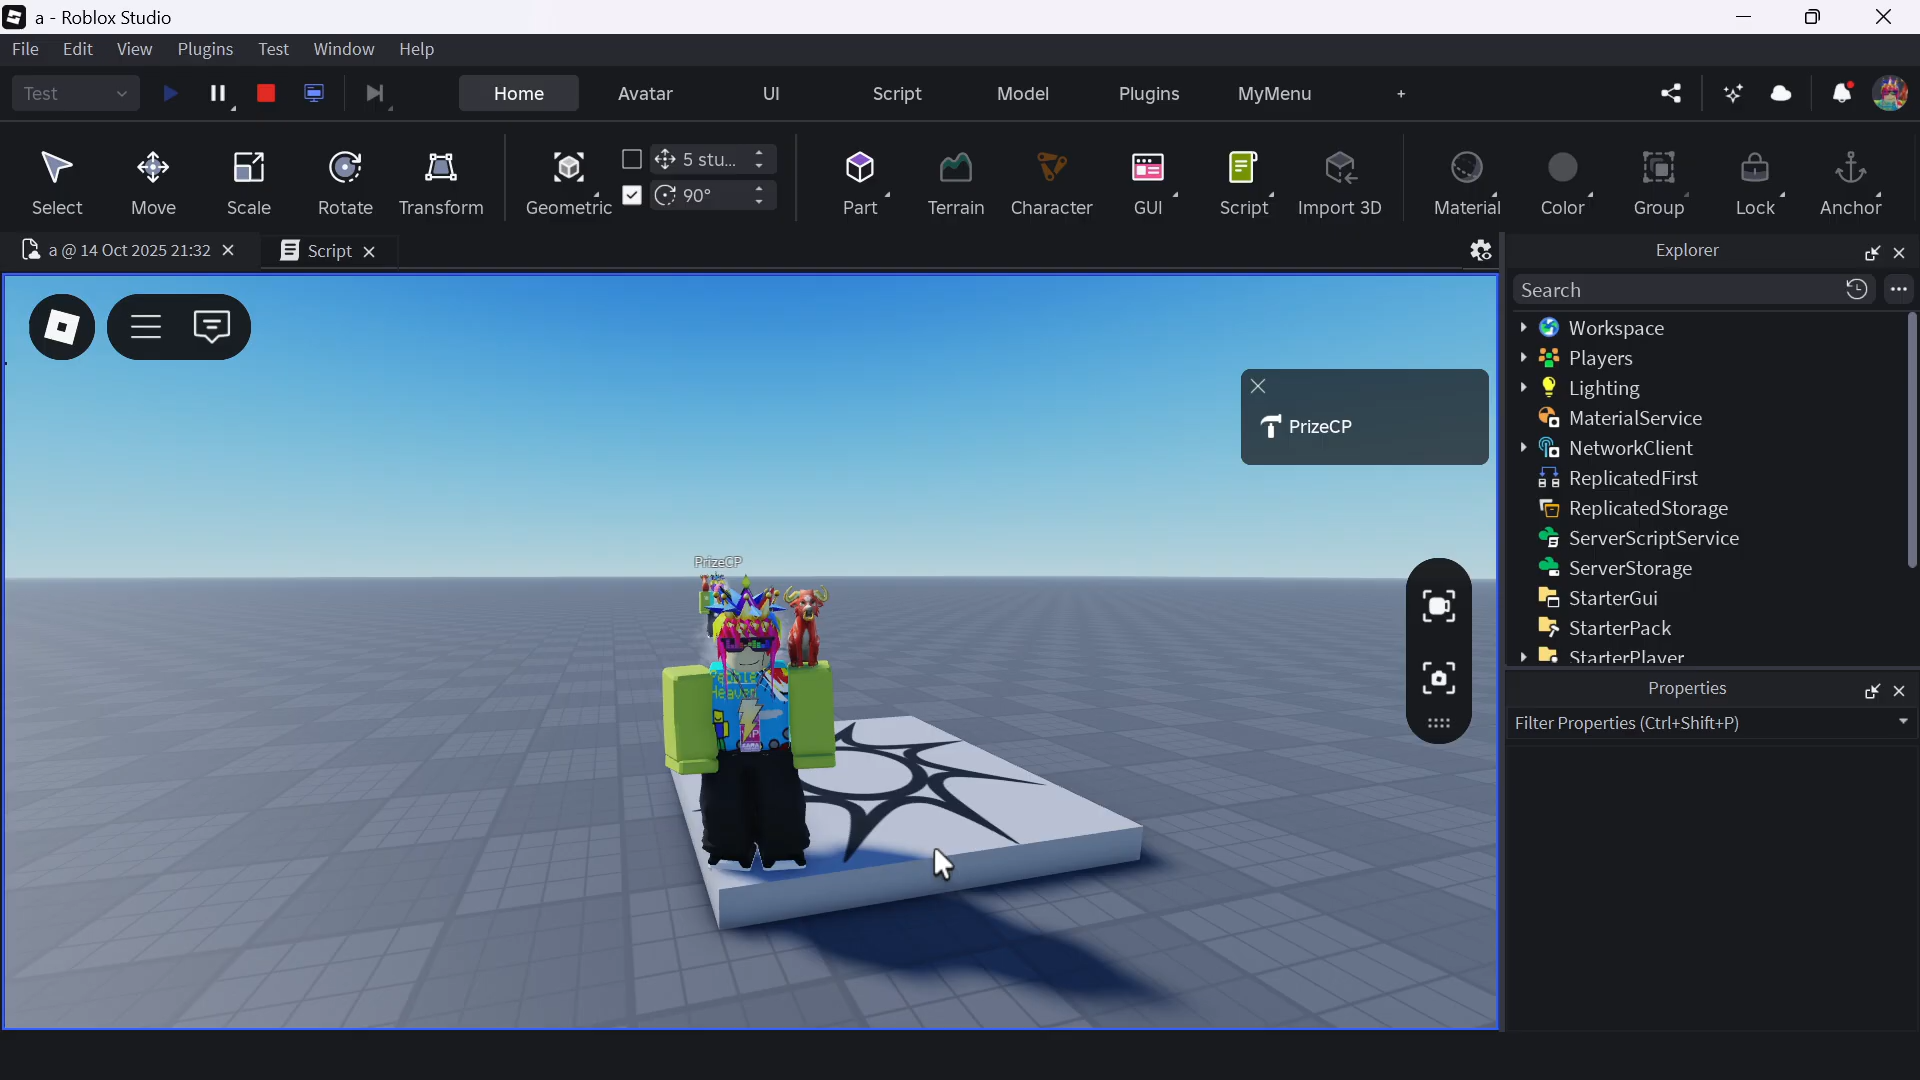 a - Roblox Studio
File Edit View Plugins Test Window Help
Test Home Avatar UI Script Model Plugins MyMenu +
5 stu...
90°
Select Move Scale Rotate Transform Geometric Part Terrain Character GUI Script Import 3D Material Color Group Lock Anchor
a @ 14 Oct 2025 21:32 Script Explorer
Search
Workspace
Players
Lighting
MaterialService
NetworkClient
ReplicatedFirst
ReplicatedStorage
ServerScriptService
ServerStorage
StarterGui
StarterPack
StarterPlayer
PrizeCP
PrizeCP
Heaven
Properties
Filter Properties (Ctrl+Shift+P)